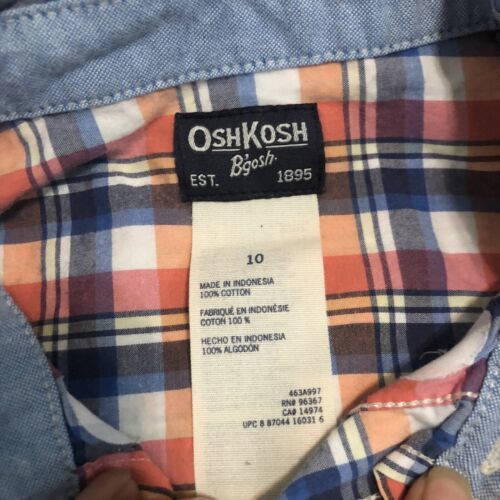 OSHKOSH
B'gosh.
EST. 1895
10
MADE IN INDONESIA
100% COTTON
FABRIQUÉ EN INDONÉSIE
COTON 100 %
HECHO EN INDONESIA
100% ALGODÓN
463A997
RN# 96367
CA# 14974
UPC 8 87044 16031 6